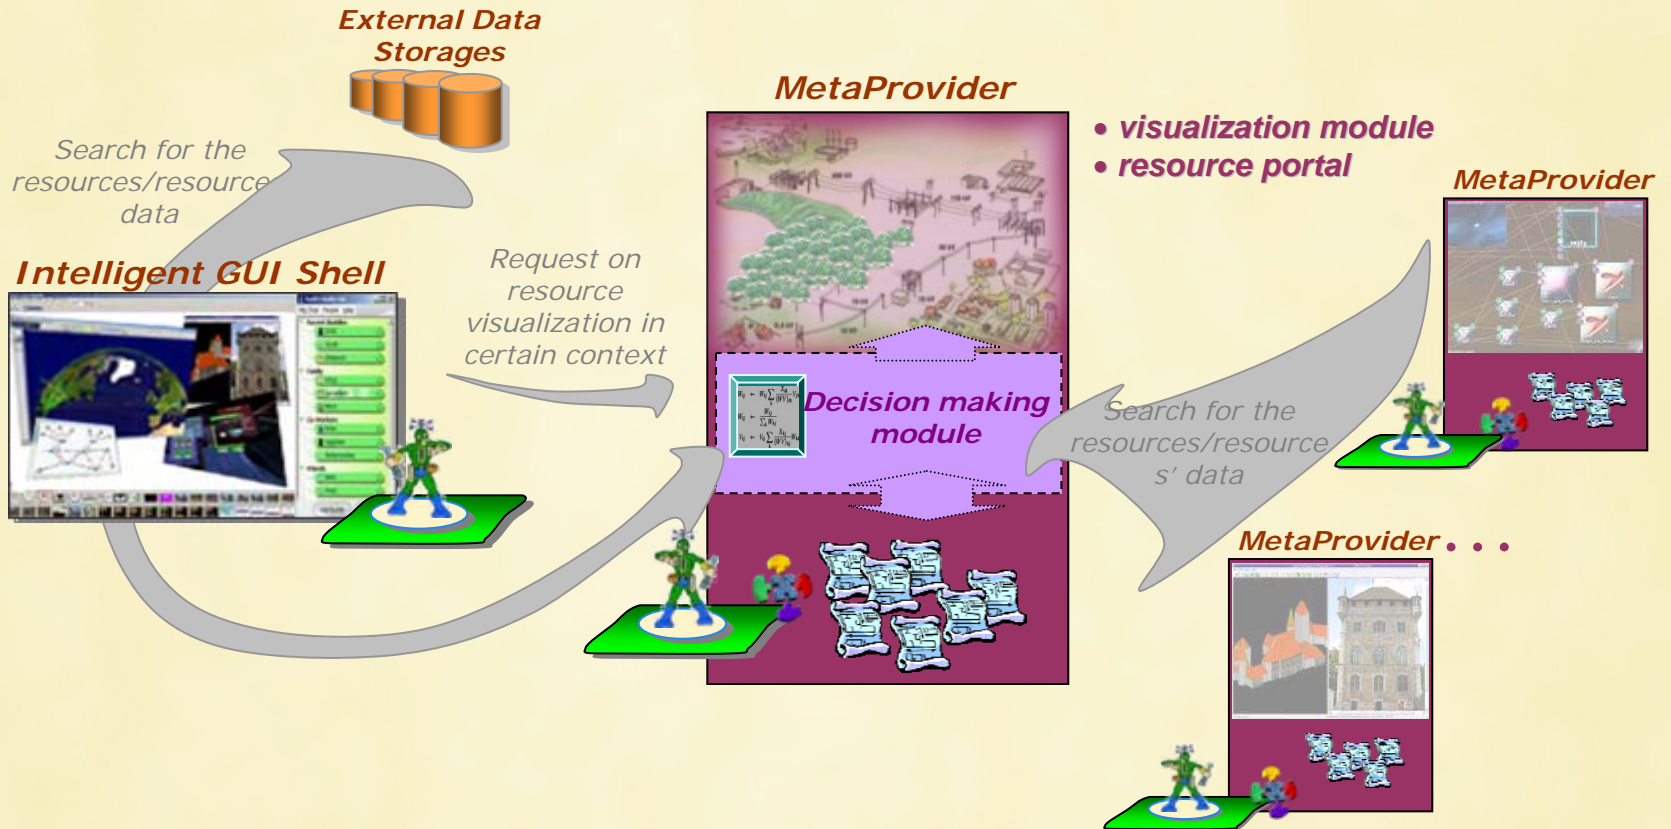 External Data
Storages
MetaProvider
• visualization module
• resource portal
Search for the
resources/resource
data
MetaProvider
Intelligent GUI Shell
Request on
resource
visualization in
certain context
Decision making
module
Search for the
resources/resource
s' data
MetaProvider . . .